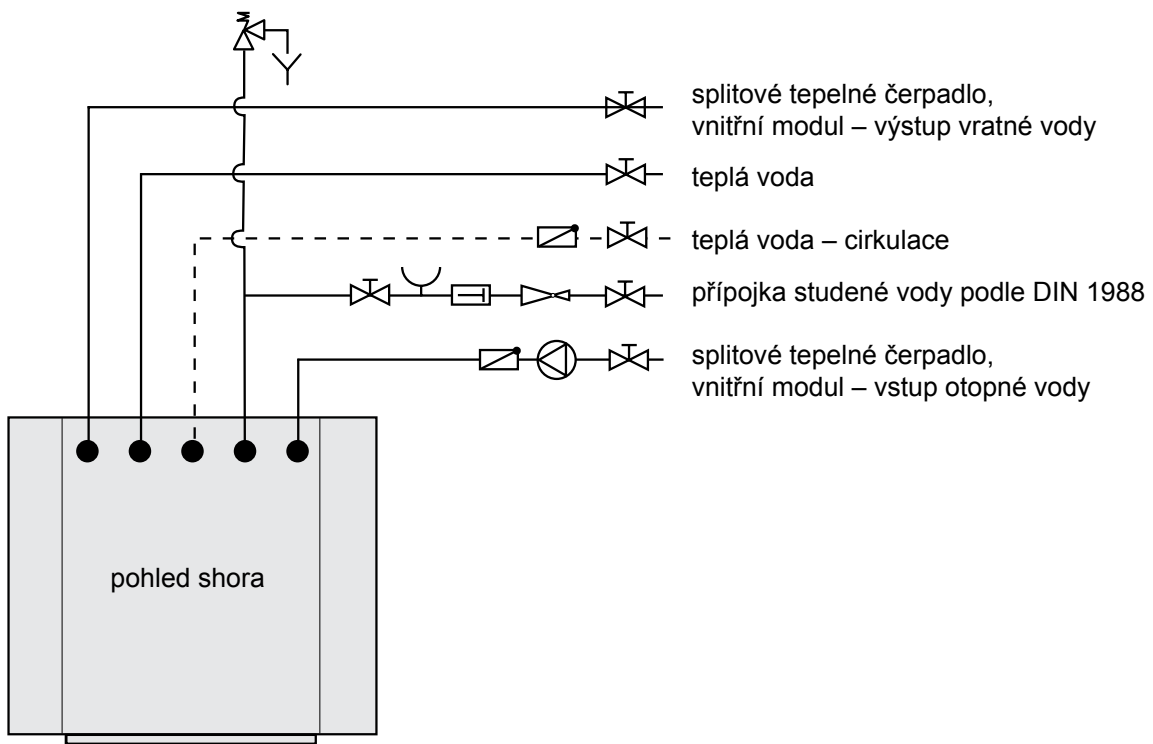 splitové tepelné čerpadlo,
vnitřní modul – výstup vratné vody
teplá voda
teplá voda – cirkulace
přípojka studené vody podle DIN 1988
splitové tepelné čerpadlo,
vnitřní modul – vstup otopné vody
pohled shora